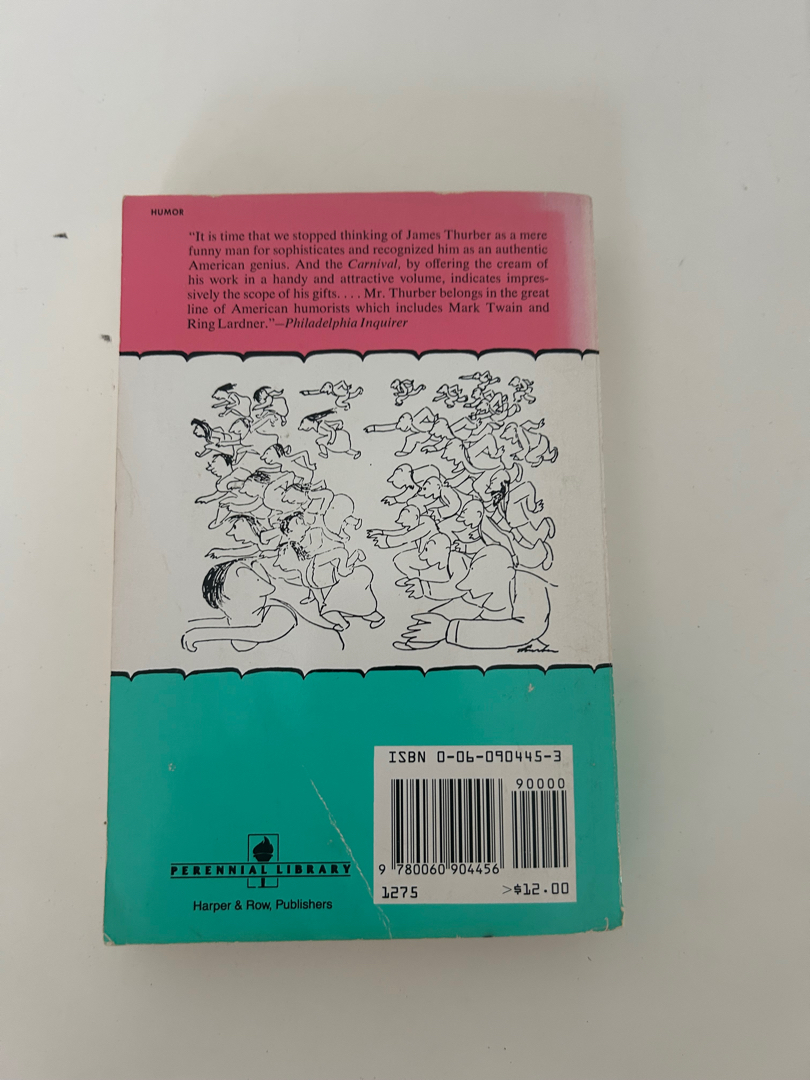 HUMOR
“It is time that we stopped thinking of James Thurber as a mere
funny man for sophisticates and recognized him as an authentic
American genius. And the Carnival, by offering the cream of
his work in a handy and attractive volume, indicates impres-
sively the scope of his gifts. . . . Mr. Thurber belongs in the great
line of American humorists which includes Mark Twain and
Ring Lardner.”—Philadelphia Inquirer
Thurber
ISBN 0-06-090445-3
90000
9 780060 904456
1275 >$12.00
PERENNIAL LIBRARY
Harper & Row, Publishers